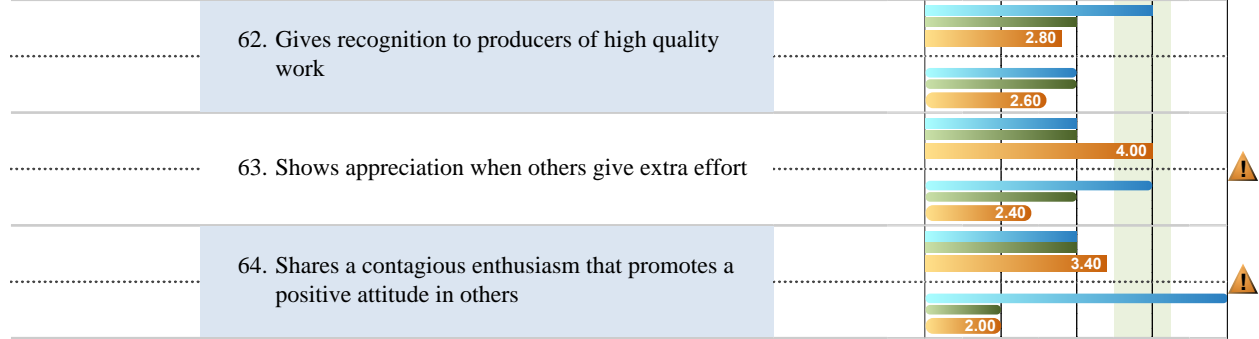 62. Gives recognition to producers of high quality
work
2.80
2.60
63. Shows appreciation when others give extra effort
4.00
2.40
64. Shares a contagious enthusiasm that promotes a
positive attitude in others
3.40
2.00